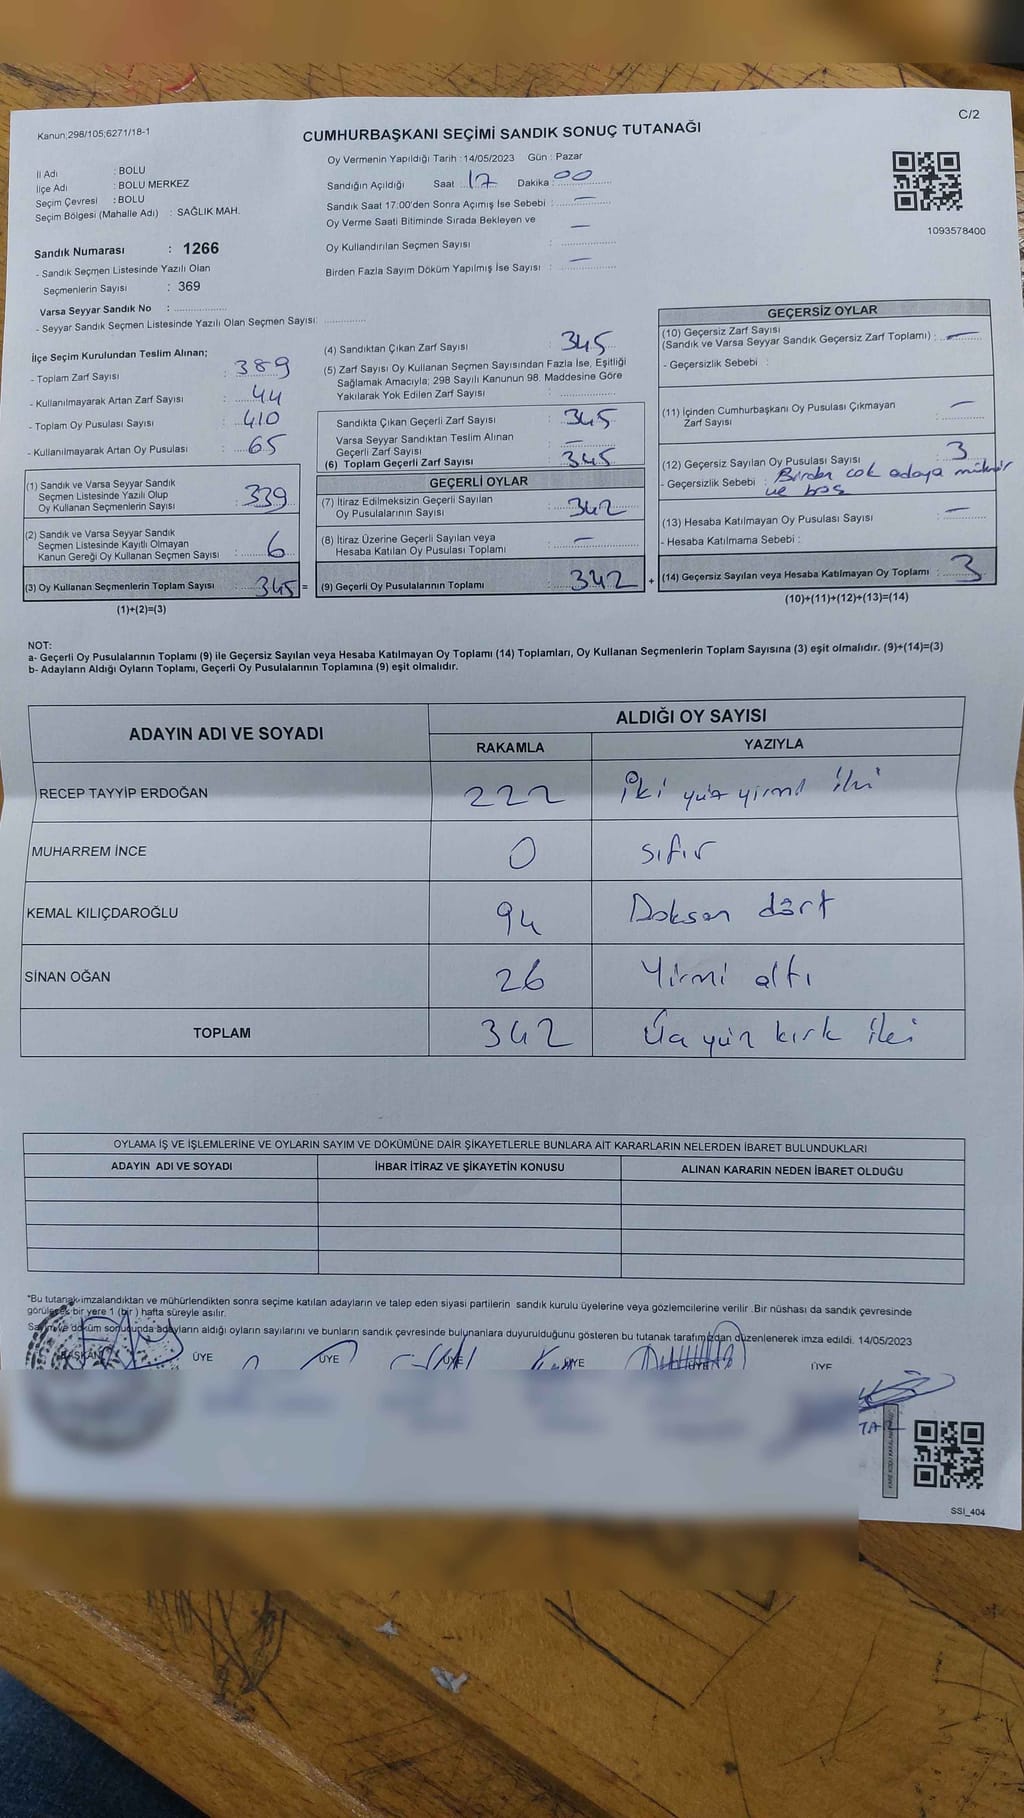 Kanun:298/105;6271/18-1
C/2
CUMHURBAŞKANI SEÇİMİ SANDIK SONUÇ TUTANAĞI
İl Adı : BOLU
İlçe Adı : BOLU MERKEZ
Seçim Çevresi : BOLU
Seçim Bölgesi (Mahalle Adı) : SAĞLIK MAH.
Sandık Numarası : 1266
- Sandık Seçmen Listesinde Yazılı Olan
Seçmenlerin Sayısı : 369
Varsa Seyyar Sandık No :
- Seyyar Sandık Seçmen Listesinde Yazılı Olan Seçmen Sayısı:
Oy Vermenin Yapıldığı Tarih : 14/05/2023 Gün : Pazar
Sandığın Açıldığı Saat : 17 Dakika : 00
Sandık Saat 17:00'den Sonra Açımış İse Sebebi : —
Oy Verme Saati Bitiminde Sırada Bekleyen ve —
Oy Kullandırılan Seçmen Sayısı :
Birden Fazla Sayım Döküm Yapılmış İse Sayısı : —
1093578400
İlçe Seçim Kurulundan Teslim Alınan;
- Toplam Zarf Sayısı : 389
- Kullanılmayarak Artan Zarf Sayısı : 44
- Toplam Oy Pusulası Sayısı : 410
- Kullanılmayarak Artan Oy Pusulası : 65
(1) Sandık ve Varsa Seyyar Sandık
Seçmen Listesinde Yazılı Olup
Oy Kullanan Seçmenlerin Sayısı : 339
(2) Sandık ve Varsa Seyyar Sandık
Seçmen Listesinde Kayıtlı Olmayan
Kanun Gereği Oy Kullanan Seçmen Sayısı : 6
(3) Oy Kullanan Seçmenlerin Toplam Sayısı : 345 =
(1)+(2)=(3)
(4) Sandıktan Çıkan Zarf Sayısı : 345
(5) Zarf Sayısı Oy Kullanan Seçmen Sayısından Fazla İse, Eşitliği
Sağlamak Amacıyla; 298 Sayılı Kanunun 98. Maddesine Göre
Yakılarak Yok Edilen Zarf Sayısı :
Sandıkta Çıkan Geçerli Zarf Sayısı : 345
Varsa Seyyar Sandıktan Teslim Alınan
Geçerli Zarf Sayısı : —
(6) Toplam Geçerli Zarf Sayısı : 345
GEÇERLİ OYLAR
(7) İtiraz Edilmeksizin Geçerli Sayılan
Oy Pusulalarının Sayısı : 342
(8) İtiraz Üzerine Geçerli Sayılan veya
Hesaba Katılan Oy Pusulası Toplamı : —
(9) Geçerli Oy Pusulalarının Toplamı : 342 +
GEÇERSİZ OYLAR
(10) Geçersiz Zarf Sayısı
(Sandık ve Varsa Seyyar Sandık Geçersiz Zarf Toplamı) : —
- Geçersizlik Sebebi :
(11) İçinden Cumhurbaşkanı Oy Pusulası Çıkmayan
Zarf Sayısı : —
(12) Geçersiz Sayılan Oy Pusulası Sayısı : 3
- Geçersizlik Sebebi : Birden çok adaya mühür
ve boş
(13) Hesaba Katılmayan Oy Pusulası Sayısı : —
- Hesaba Katılmama Sebebi :
(14) Geçersiz Sayılan veya Hesaba Katılmayan Oy Toplamı : 3
(10)+(11)+(12)+(13)=(14)
NOT:
a- Geçerli Oy Pusulalarının Toplamı (9) ile Geçersiz Sayılan veya Hesaba Katılmayan Oy Toplamı (14) Toplamları, Oy Kullanan Seçmenlerin Toplam Sayısına (3) eşit olmalıdır. (9)+(14)=(3)
b- Adayların Aldığı Oyların Toplamı, Geçerli Oy Pusulalarının Toplamına (9) eşit olmalıdır.
ADAYIN ADI VE SOYADI
ALDIĞI OY SAYISI
RAKAMLA YAZIYLA
RECEP TAYYİP ERDOĞAN 222 İki yüz yirmi iki
MUHARREM İNCE 0 sıfır
KEMAL KILIÇDAROĞLU 94 Doksan dört
SİNAN OĞAN 26 Yirmi altı
TOPLAM 342 Üç yüz kırk iki
OYLAMA İŞ VE İŞLEMLERİNE VE OYLARIN SAYIM VE DÖKÜMÜNE DAİR ŞİKAYETLERLE BUNLARA AİT KARARLARIN NELERDEN İBARET BULUNDUKLARI
ADAYIN ADI VE SOYADI İHBAR İTİRAZ VE ŞİKAYETİN KONUSU ALINAN KARARIN NEDEN İBARET OLDUĞU
*Bu tutanak imzalandıktan ve mühürlendikten sonra seçime katılan adayların ve talep eden siyasi partilerin sandık kurulu üyelerine veya gözlemcilerine verilir .Bir nüshası da sandık çevresinde
görülecek bir yere 1 (bir ) hafta süreyle asılır.
Sayım ve döküm sonucunda adayların aldığı oyların sayılarını ve bunların sandık çevresinde bulunanlara duyurulduğunu gösteren bu tutanak tarafımızdan düzenlenerek imza edildi. 14/05/2023
BAŞKAN ÜYE ÜYE ÜYE ÜYE ÜYE ÜYE
SSI_404